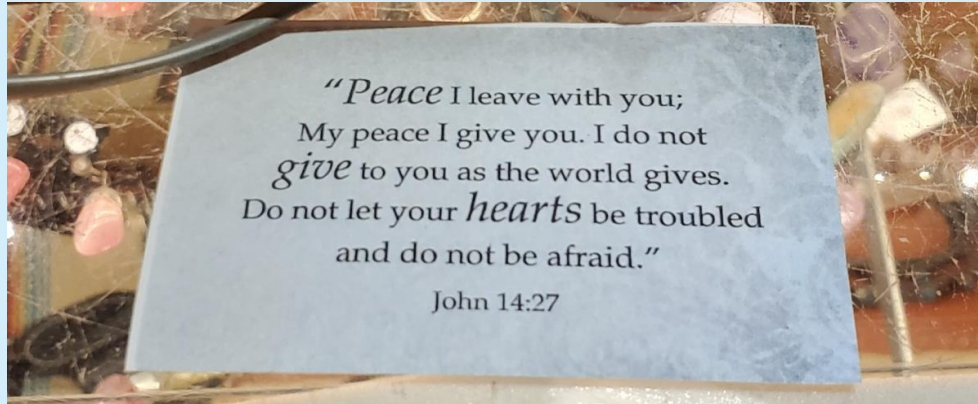 “Peace I leave with you;
My peace I give you. I do not
give to you as the world gives.
Do not let your hearts be troubled
and do not be afraid.”
John 14:27